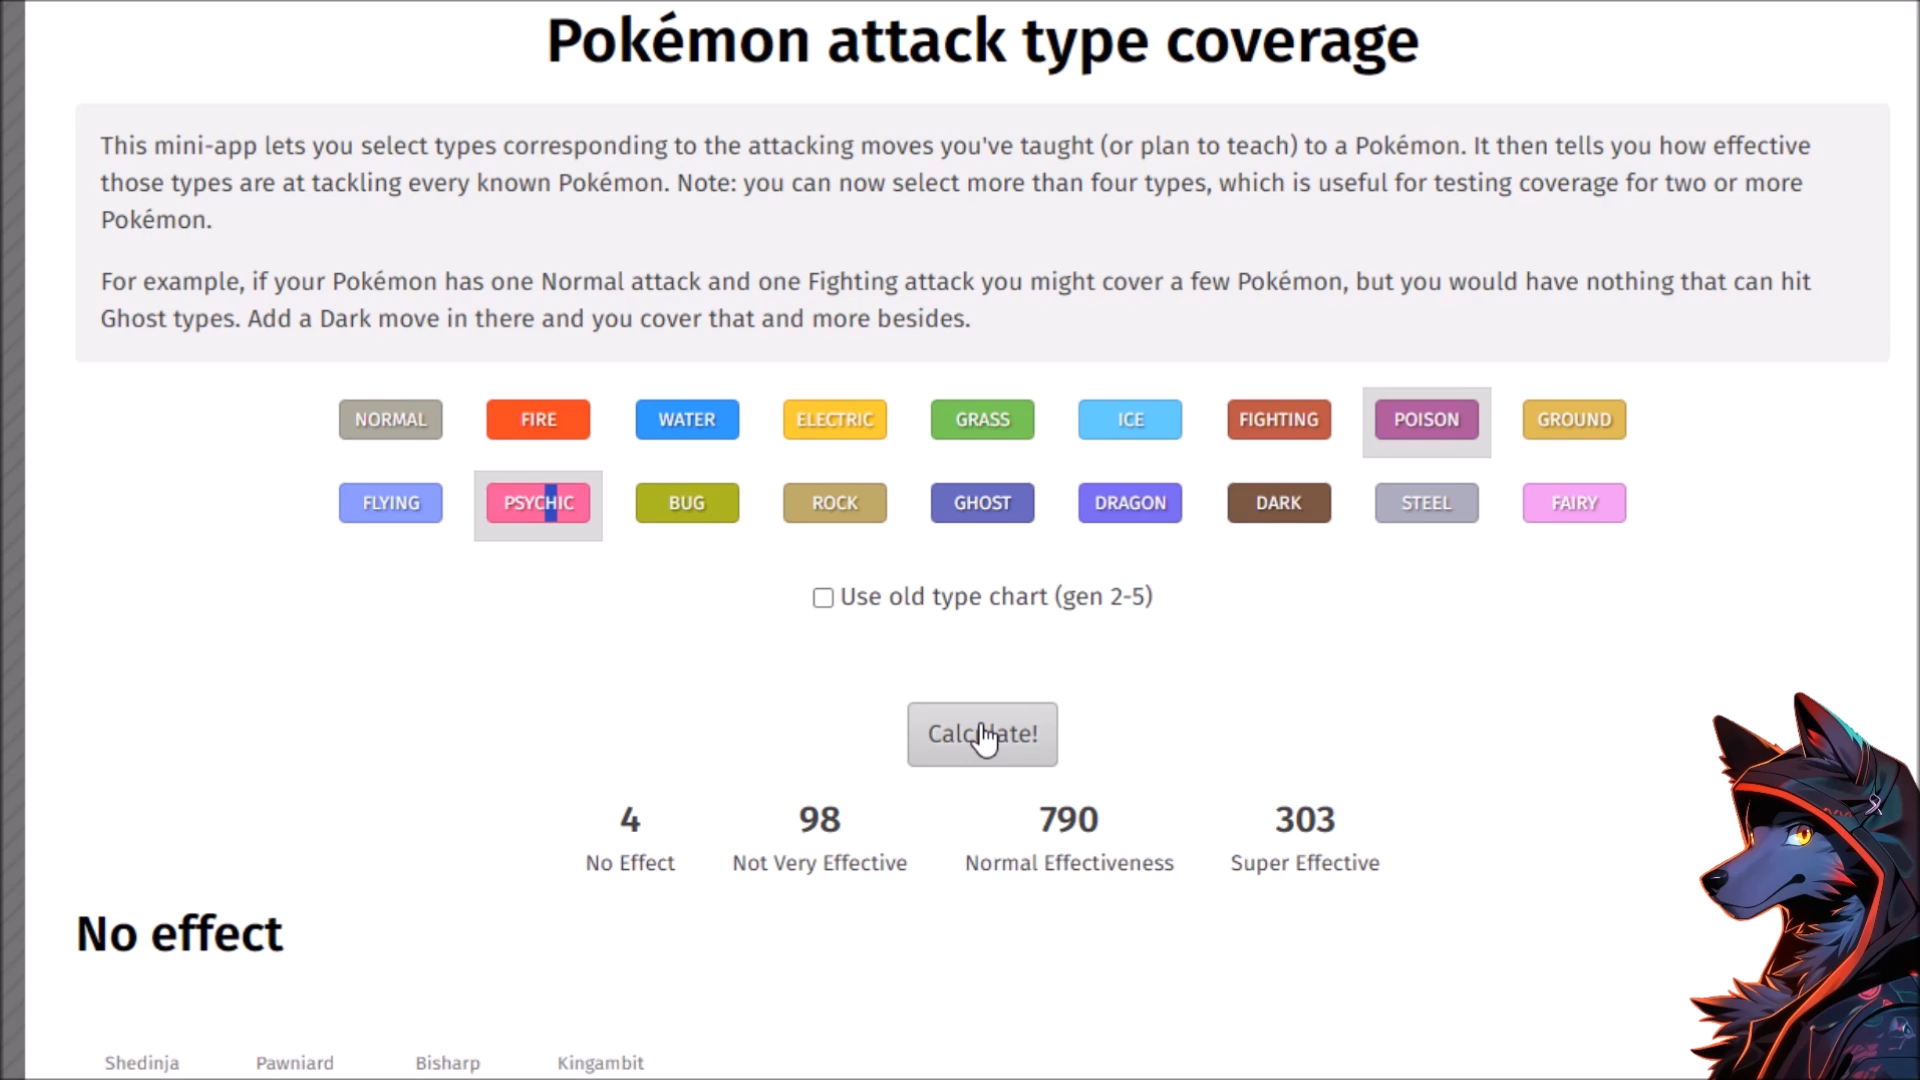 Pokémon attack type coverage
This mini-app lets you select types corresponding to the attacking moves you've taught (or plan to teach) to a Pokémon. It then tells you how effective
those types are at tackling every known Pokémon. Note: you can now select more than four types, which is useful for testing coverage for two or more
Pokémon.
For example, if your Pokémon has one Normal attack and one Fighting attack you might cover a few Pokémon, but you would have nothing that can hit
Ghost types. Add a Dark move in there and you cover that and more besides.
NORMAL FIRE WATER ELECTRIC GRASS ICE FIGHTING POISON GROUND
FLYING PSYCHIC BUG ROCK GHOST DRAGON DARK STEEL FAIRY
Use old type chart (gen 2-5)
Calculate!
4 98 790 303
No Effect Not Very Effective Normal Effectiveness Super Effective
No effect
Shedinja Pawniard Bisharp Kingambit